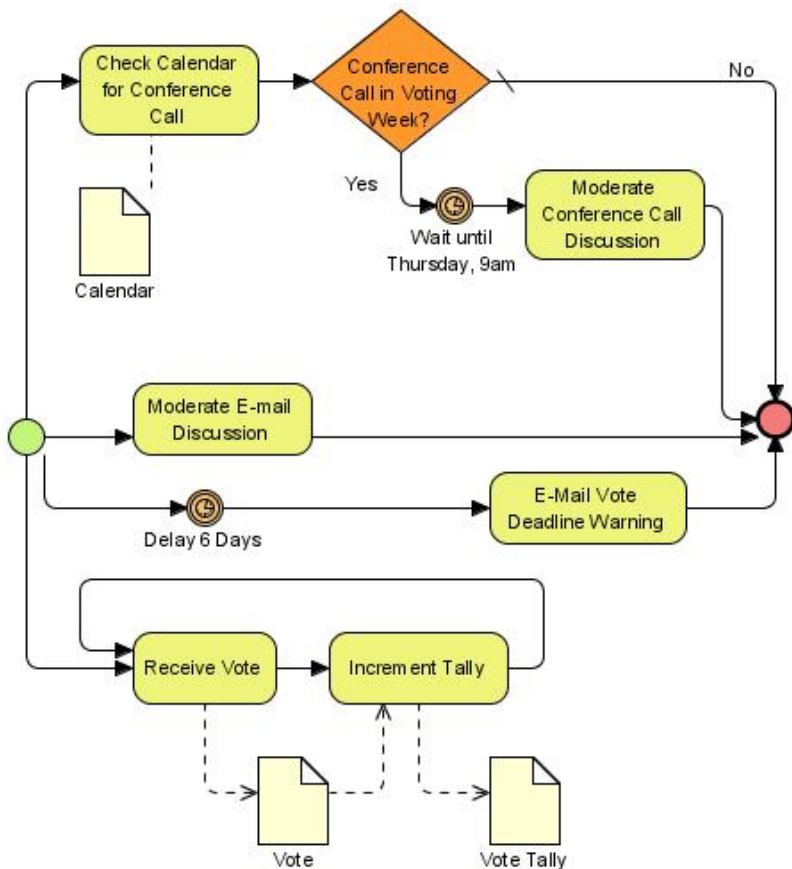 Check Calendar
for Conference
Call
Conference
Call in Voting
Week?
No
Yes
Wait until
Thursday, 9am
Moderate
Conference Call
Discussion
Calendar
Moderate E-mail
Discussion
Delay 6 Days
E-Mail Vote
Deadline Warning
Receive Vote
Increment Tally
Vote
Vote Tally